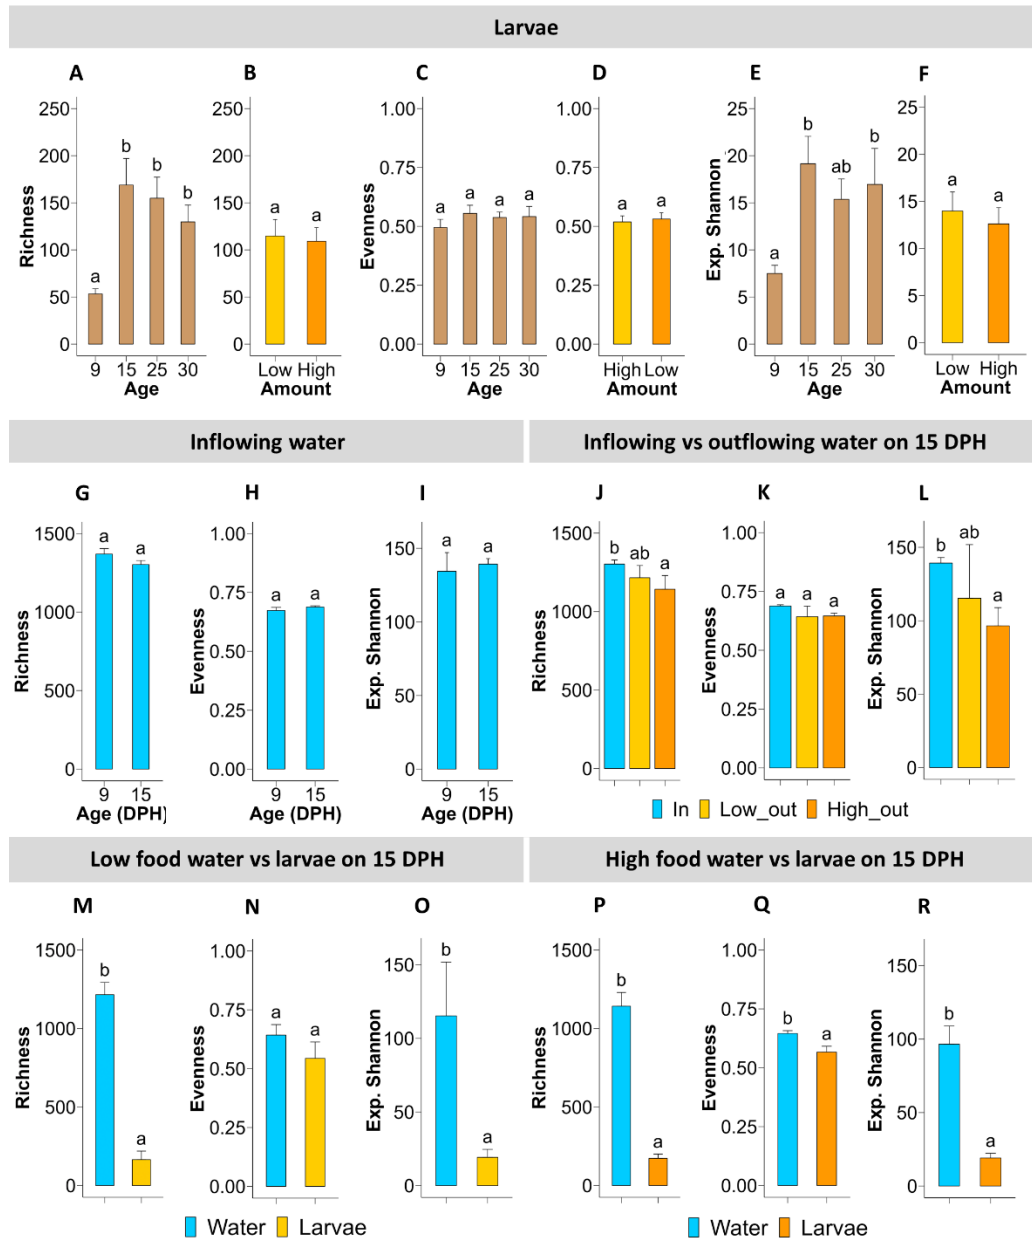 Larvae
A B C D E F
Richness
250
200
150
100
50
0
a b b b
9 15 25 30
Age
250
200
150
100
50
0
a a
Low High
Amount
Evenness
1.00
0.75
0.50
0.25
0.00
a a a a
9 15 25 30
Age
1.00
0.75
0.50
0.25
0.00
a a
High Low
Amount
Exp. Shannon
25
20
15
10
5
0
a b ab b
9 15 25 30
Age
25
20
15
10
5
0
a a
Low High
Amount
Inflowing water
G H I
Richness
1500
1000
500
0
a a
9 15
Age (DPH)
Evenness
1.00
0.75
0.50
0.25
0.00
a a
9 15
Age (DPH)
Exp. Shannon
150
100
50
0
a a
9 15
Age (DPH)
Inflowing vs outflowing water on 15 DPH
J K L
Richness
1500
1000
500
0
b ab a
Evenness
1.00
0.75
0.50
0.25
0.00
a a a
Exp. Shannon
150
100
50
0
b ab a
In Low_out High_out
Low food water vs larvae on 15 DPH
M N O
Richness
1500
1000
500
0
b a
Evenness
1.00
0.75
0.50
0.25
0.00
a a
Exp. Shannon
150
100
50
0
b a
Water Larvae
High food water vs larvae on 15 DPH
P Q R
Richness
1500
1000
500
0
b a
Evenness
1.00
0.75
0.50
0.25
0.00
b a
Exp. Shannon
150
100
50
0
b a
Water Larvae